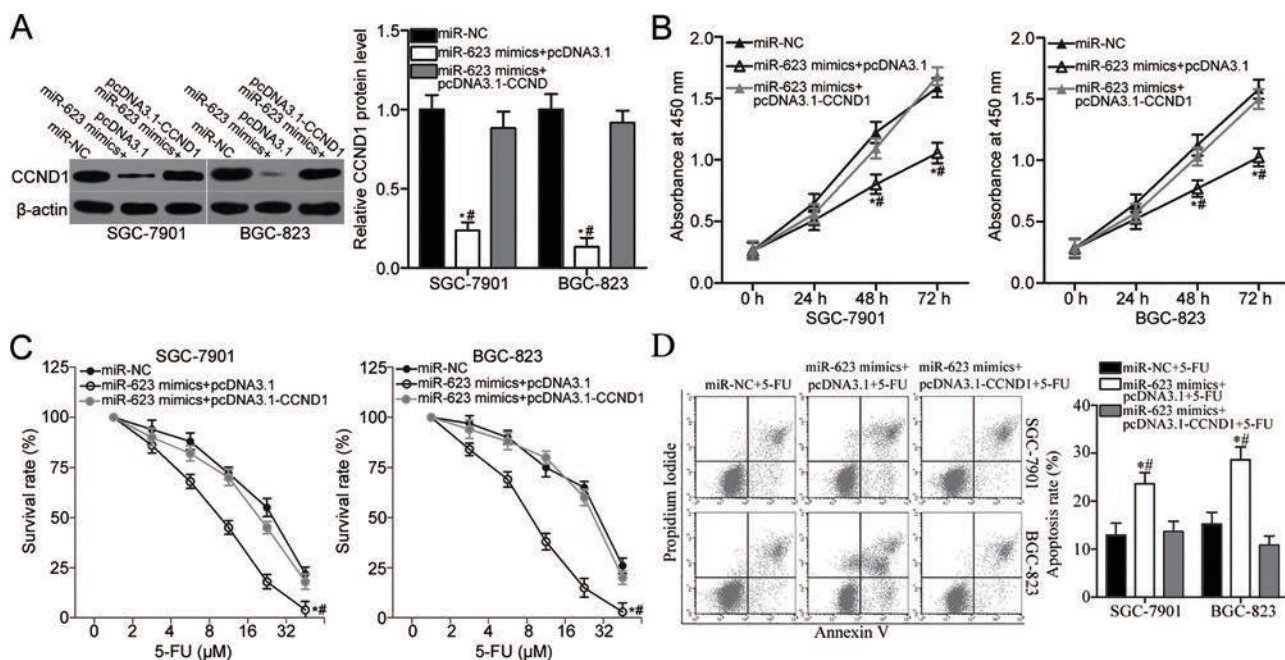 A
pcDNA3.1-CCND1
miR-623 mimics+
pcDNA3.1
miR-623 mimics+
miR-NC
pcDNA3.1-CCND1
miR-623 mimics+
pcDNA3.1
miR-623 mimics+
miR-NC
CCND1
β-actin
SGC-7901
BGC-823
Relative CCND1 protein level
1.5
1.0
0.5
0.0
miR-NC
miR-623 mimics+pcDNA3.1
miR-623 mimics+
pcDNA3.1-CCND
*#
*#
SGC-7901
BGC-823
B
Absorbance at 450 nm
2.0
1.5
1.0
0.5
0.0
miR-NC
miR-623 mimics+pcDNA3.1
miR-623 mimics+
pcDNA3.1-CCND1
*#
*#
0 h 24 h 48 h 72 h
SGC-7901
Absorbance at 450 nm
2.0
1.5
1.0
0.5
0.0
miR-NC
miR-623 mimics+pcDNA3.1
miR-623 mimics+
pcDNA3.1-CCND1
*#
*#
0 h 24 h 48 h 72 h
BGC-823
C
SGC-7901
Survival rate (%)
125
100
75
50
25
0
miR-NC
miR-623 mimics+pcDNA3.1
miR-623 mimics+pcDNA3.1-CCND1
*#
0 2 4 8 16 32
5-FU (μM)
BGC-823
Survival rate (%)
125
100
75
50
25
0
miR-NC
miR-623 mimics+pcDNA3.1
miR-623 mimics+pcDNA3.1-CCND1
*#
0 2 4 8 16 32
5-FU (μM)
D
miR-NC+5-FU
miR-623 mimics+
pcDNA3.1+5-FU
miR-623 mimics+
pcDNA3.1-CCND1+5-FU
Propidium Iodide
SGC-7901
BGC-823
Annexin V
Apoptosis rate (%)
40
30
20
10
0
miR-NC+5-FU
miR-623 mimics+
pcDNA3.1+5-FU
miR-623 mimics+
pcDNA3.1-CCND1+5-FU
*#
*#
SGC-7901
BGC-823